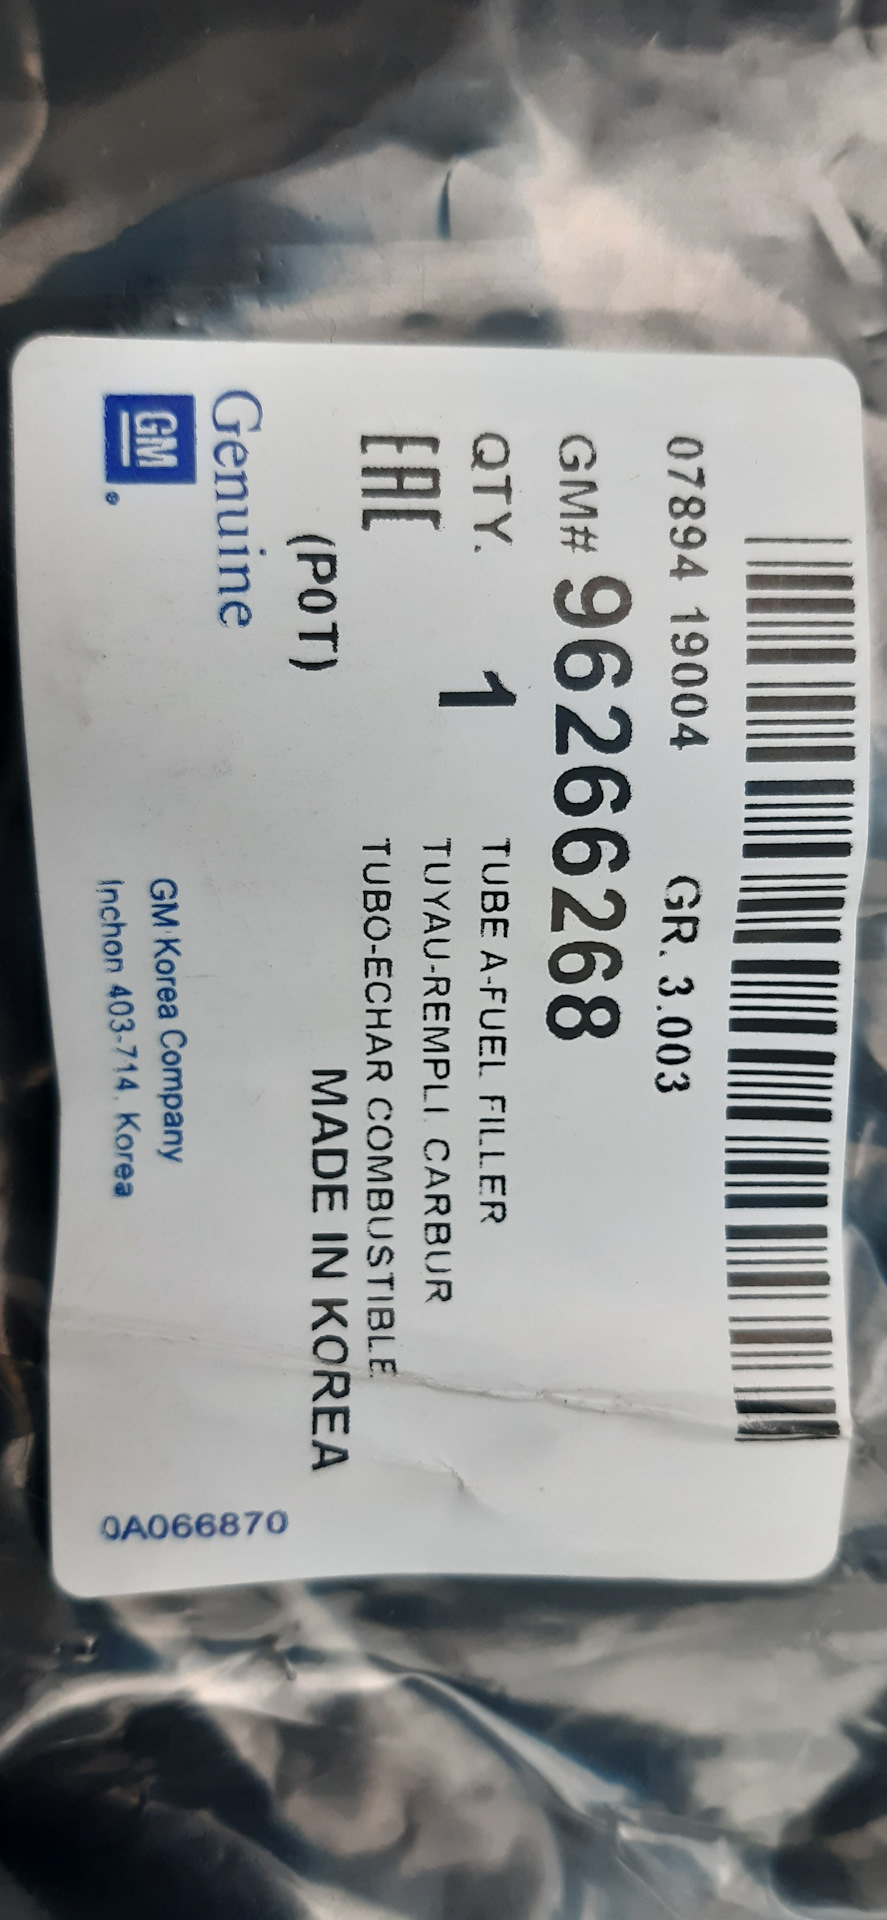 07894 19004 GR. 3.003
GM# 96266268
QTY. 1 TUBE A-FUEL FILLER
TUYAU-REMPLI. CARBUR
EAC TUBO-ECHAR COMBUSTIBLE
(P0T) MADE IN KOREA
Genuine
GM®
GM Korea Company
Inchon 403-714, Korea
0A066870